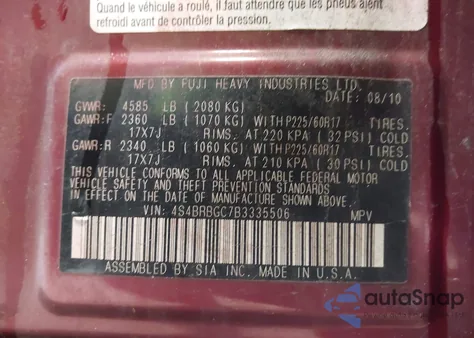 Quand le véhicule a roulé, il faut attendre que les pneus aient
refroidi avant de contrôler la pression.
MFD BY FUJI HEAVY INDUSTRIES LTD.
DATE: 08/10
GVWR: 4585 LB ( 2080 KG)
GAWR:F 2360 LB ( 1070 KG) WITH P225/60R17 TIRES,
17X7J RIMS, AT 220 KPA ( 32 PSI) COLD
GAWR:R 2340 LB ( 1060 KG) WITH P225/60R17 TIRES,
17X7J RIMS, AT 210 KPA ( 30 PSI) COLD
THIS VEHICLE CONFORMS TO ALL APPLICABLE FEDERAL MOTOR
VEHICLE SAFETY AND THEFT PREVENTION STANDARDS
IN EFFECT ON THE DATE OF MANUFACTURE SHOWN ABOVE.
VIN: 4S4BRBGC7B3335506 MPV
ASSEMBLED BY SIA INC. MADE IN U.S.A.
autaSnap